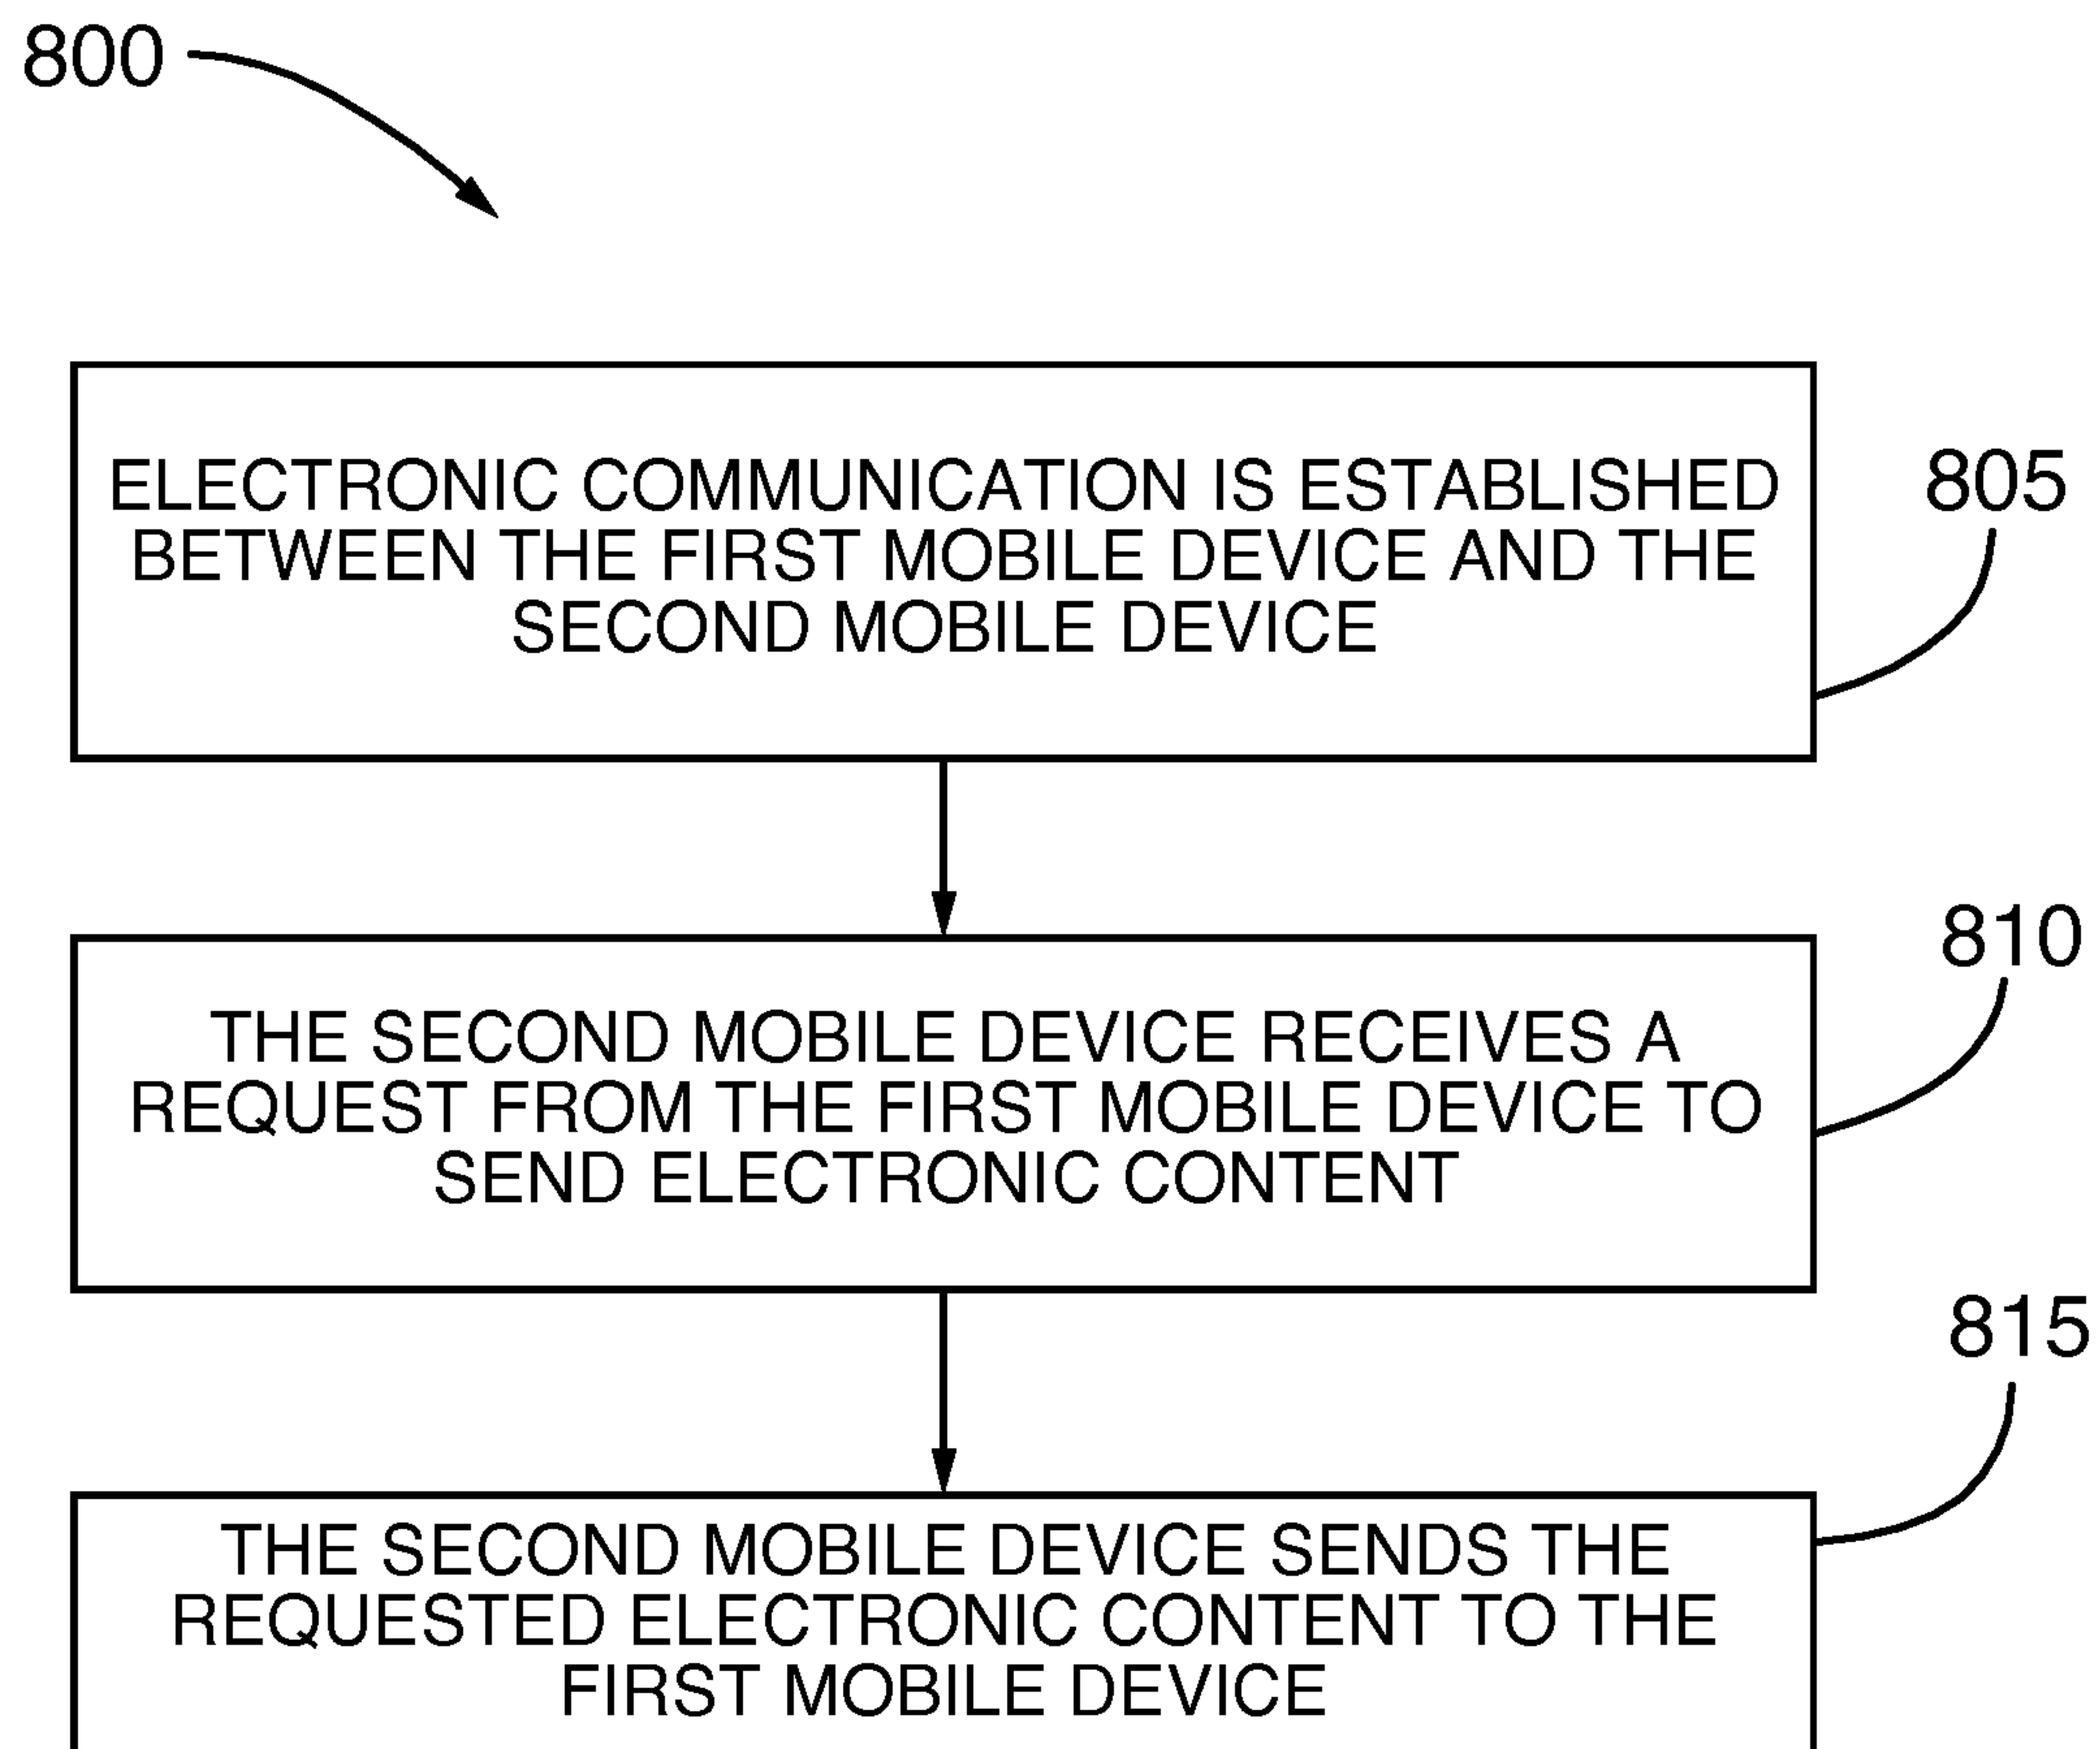 800
ELECTRONIC COMMUNICATION IS ESTABLISHED
BETWEEN THE FIRST MOBILE DEVICE AND THE
SECOND MOBILE DEVICE
805
THE SECOND MOBILE DEVICE RECEIVES A
REQUEST FROM THE FIRST MOBILE DEVICE TO
SEND ELECTRONIC CONTENT
810
THE SECOND MOBILE DEVICE SENDS THE
REQUESTED ELECTRONIC CONTENT TO THE
FIRST MOBILE DEVICE
815